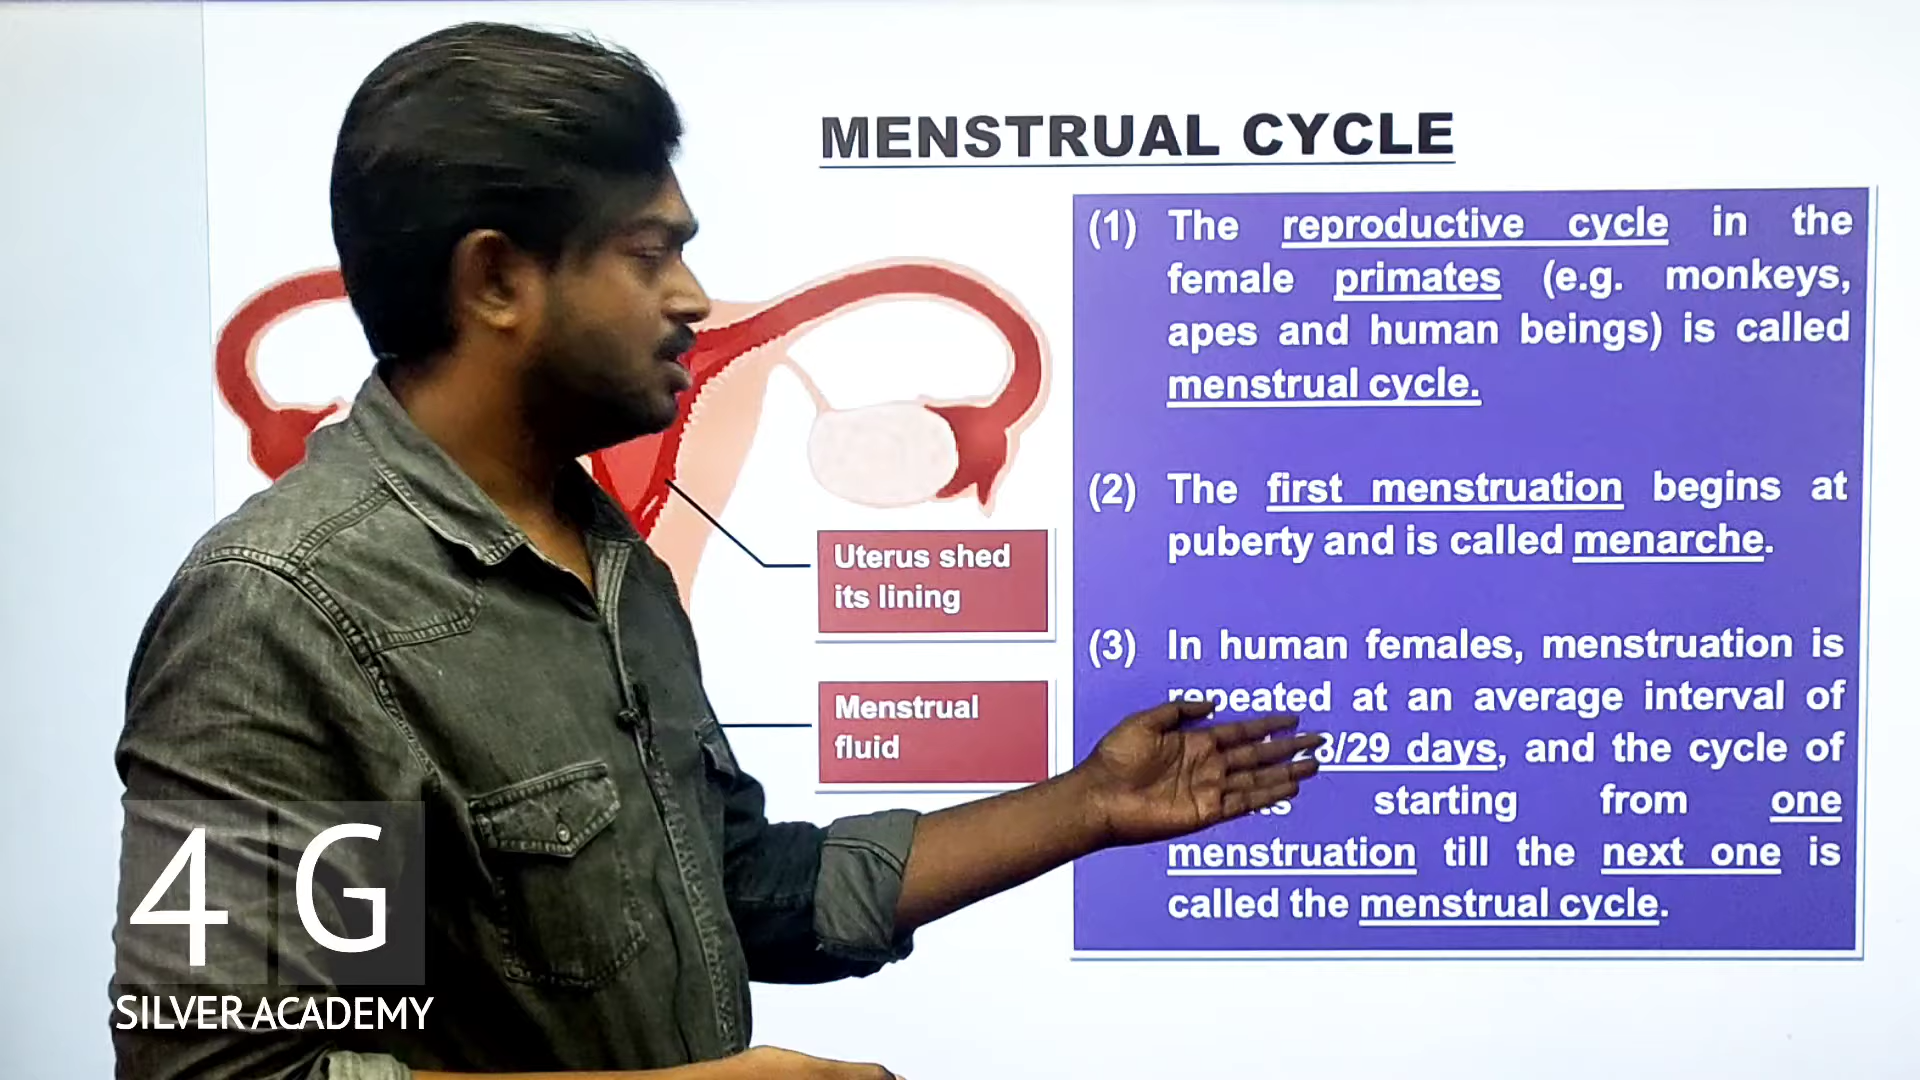 MENSTRUAL CYCLE
(1) The reproductive cycle in the
female primates (e.g. monkeys,
apes and human beings) is called
menstrual cycle.
(2) The first menstruation begins at
puberty and is called menarche.
(3) In human females, menstruation is
repeated at an average interval of
28/29 days, and the cycle of
starting from one
menstruation till the next one is
called the menstrual cycle.
Uterus shed
its lining
Menstrual
fluid
4 G
SILVER ACADEMY